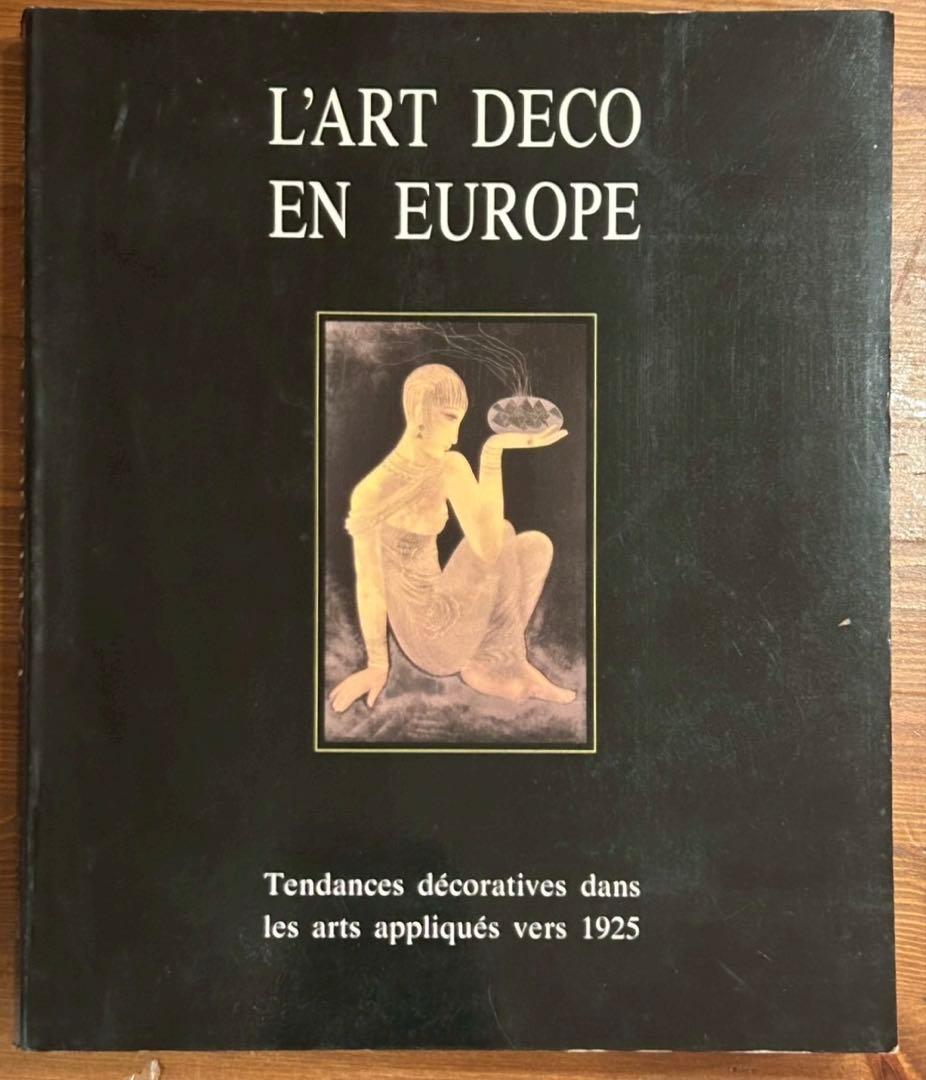 L'ART DECO
EN EUROPE
Tendances décoratives dans
les arts appliqués vers 1925